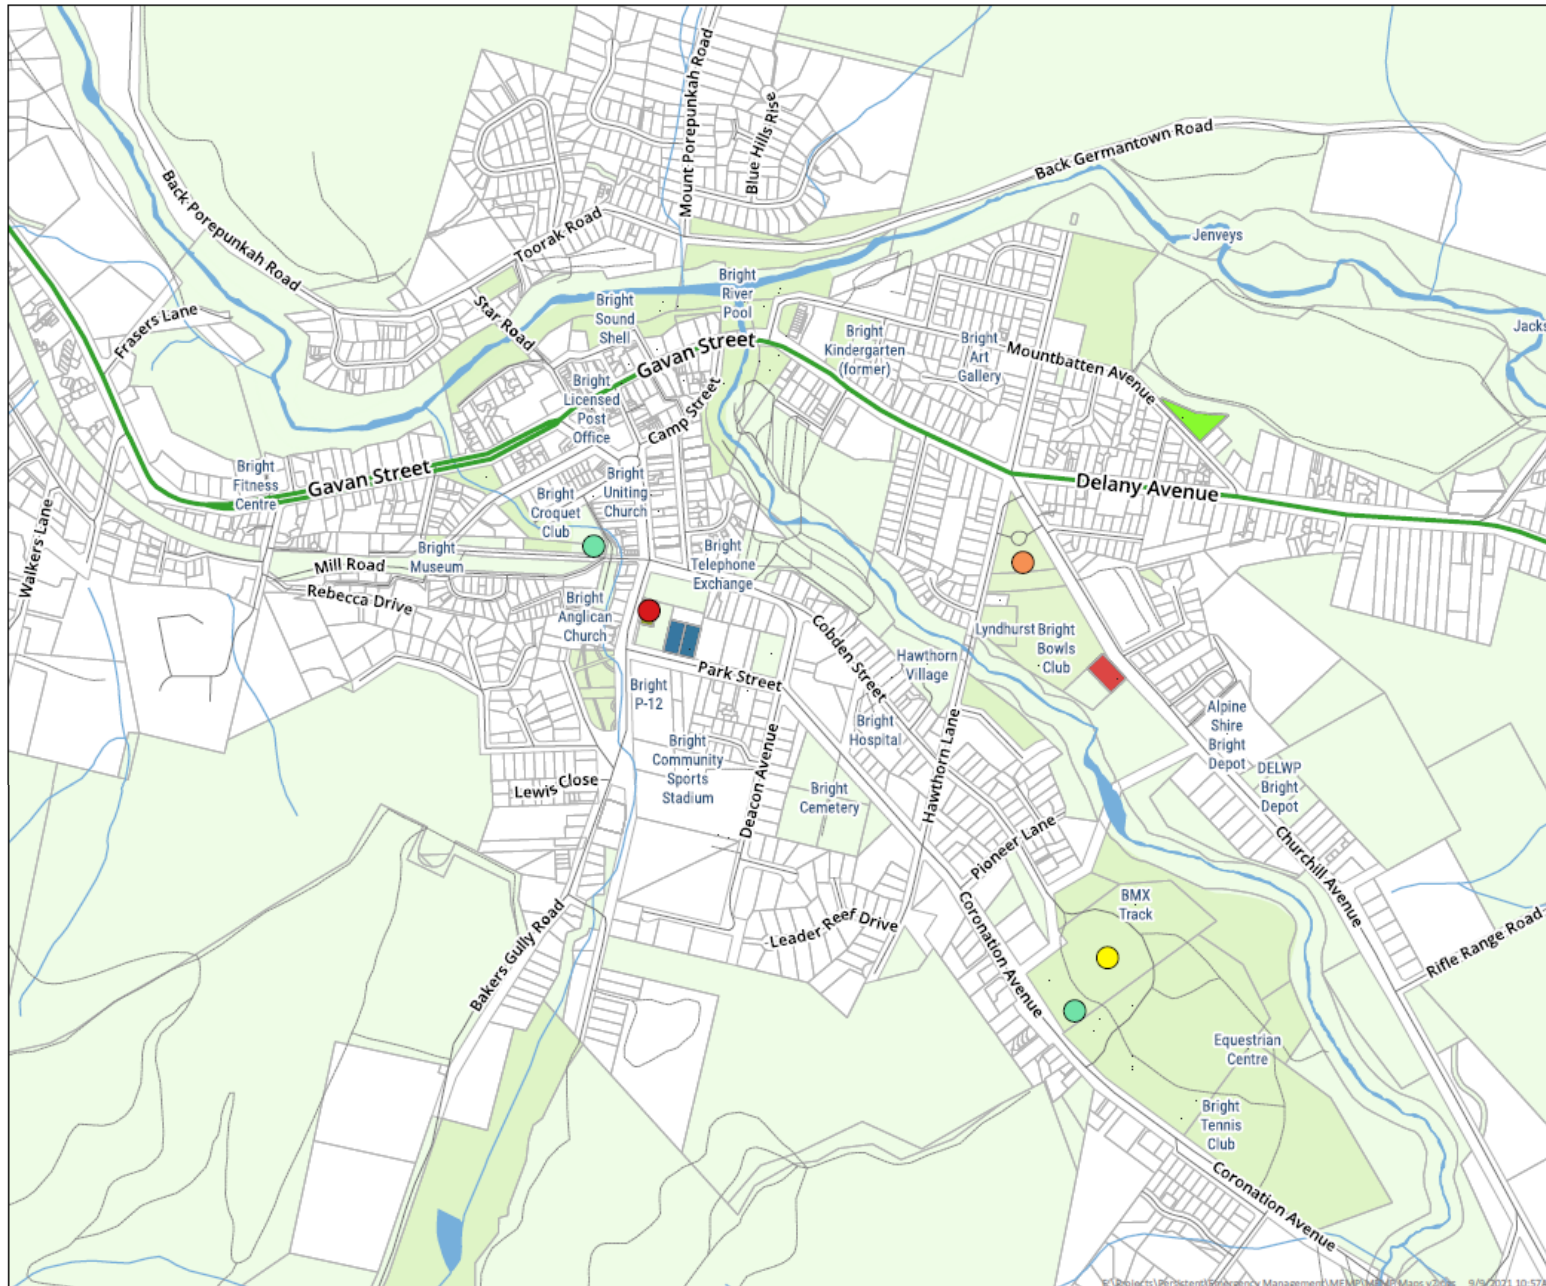 Mount Porepunkah Road
Blue Hills Rise
Back Germantown Road
Back Porepunkah Road
Toorak Road
Jenveys
Bright
River
Pool
Bright
Sound
Shell
Star Road
Frasers Lane
Jacks
Gavan Street
Bright
Kindergarten
(former)
Bright
Art
Gallery
Mountbatten Avenue
Bright
Licensed
Post
Office
Camp Street
Bright
Fitness
Centre
Gavan Street
Bright
Uniting
Church
Bright
Croquet
Club
Delany Avenue
Walkers Lane
Mill Road
Bright
Museum
Rebecca Drive
Bright
Telephone
Exchange
Bright
Anglican
Church
Cobden Street
Lyndhurst
Bright
Bowls
Club
Hawthorn
Village
Park Street
Bright
P-12
Bright
Hospital
Alpine
Shire
Bright
Depot
Bright
Community
Sports
Stadium
Deacon Avenue
Hawthorn Lane
DELWP
Bright
Depot
Lewis Close
Bright
Cemetery
Pioneer Lane
Churchill Avenue
BMX
Track
Coronation Avenue
Leader Reef Drive
Rifle Range Road
Bakers Gully Road
Equestrian
Centre
Bright
Tennis
Club
Coronation Avenue